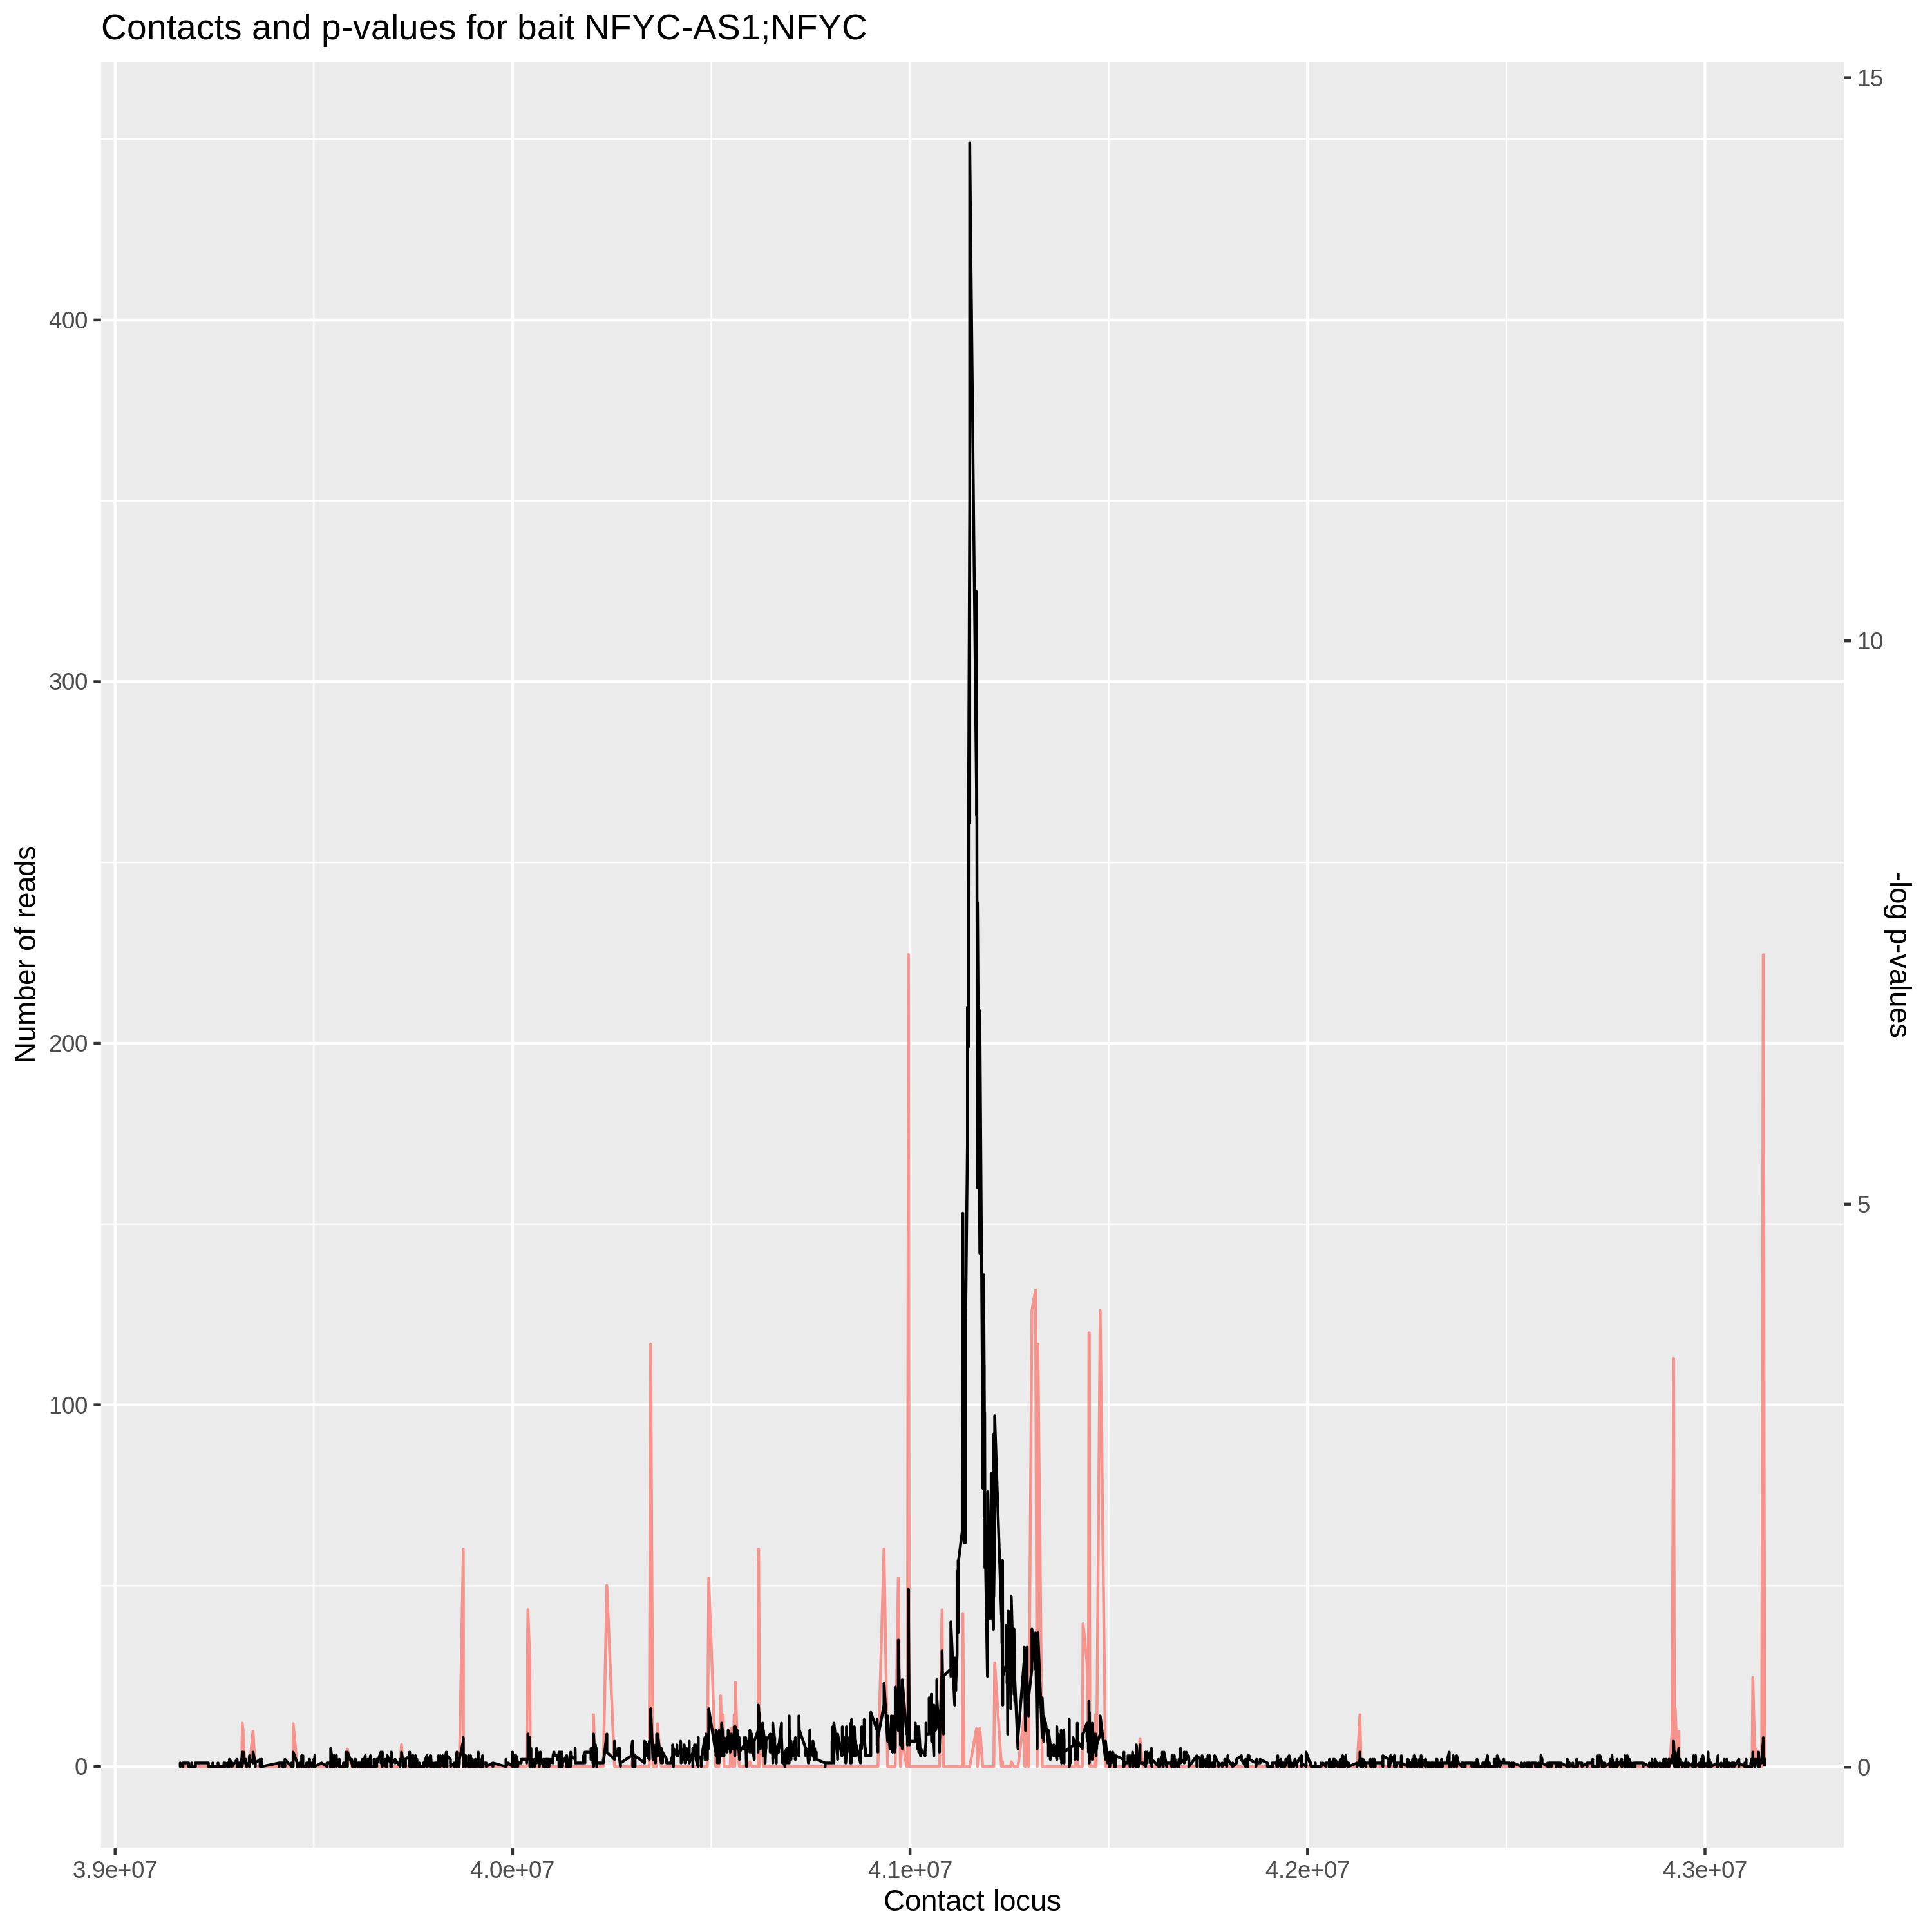 Contacts and p-values for bait NFYC-AS1;NFYC
15
400
10
300
Number of reads
-log p-values
200
5
100
0
0
3.9e+07
4.0e+07
4.1e+07
4.2e+07
4.3e+07
Contact locus